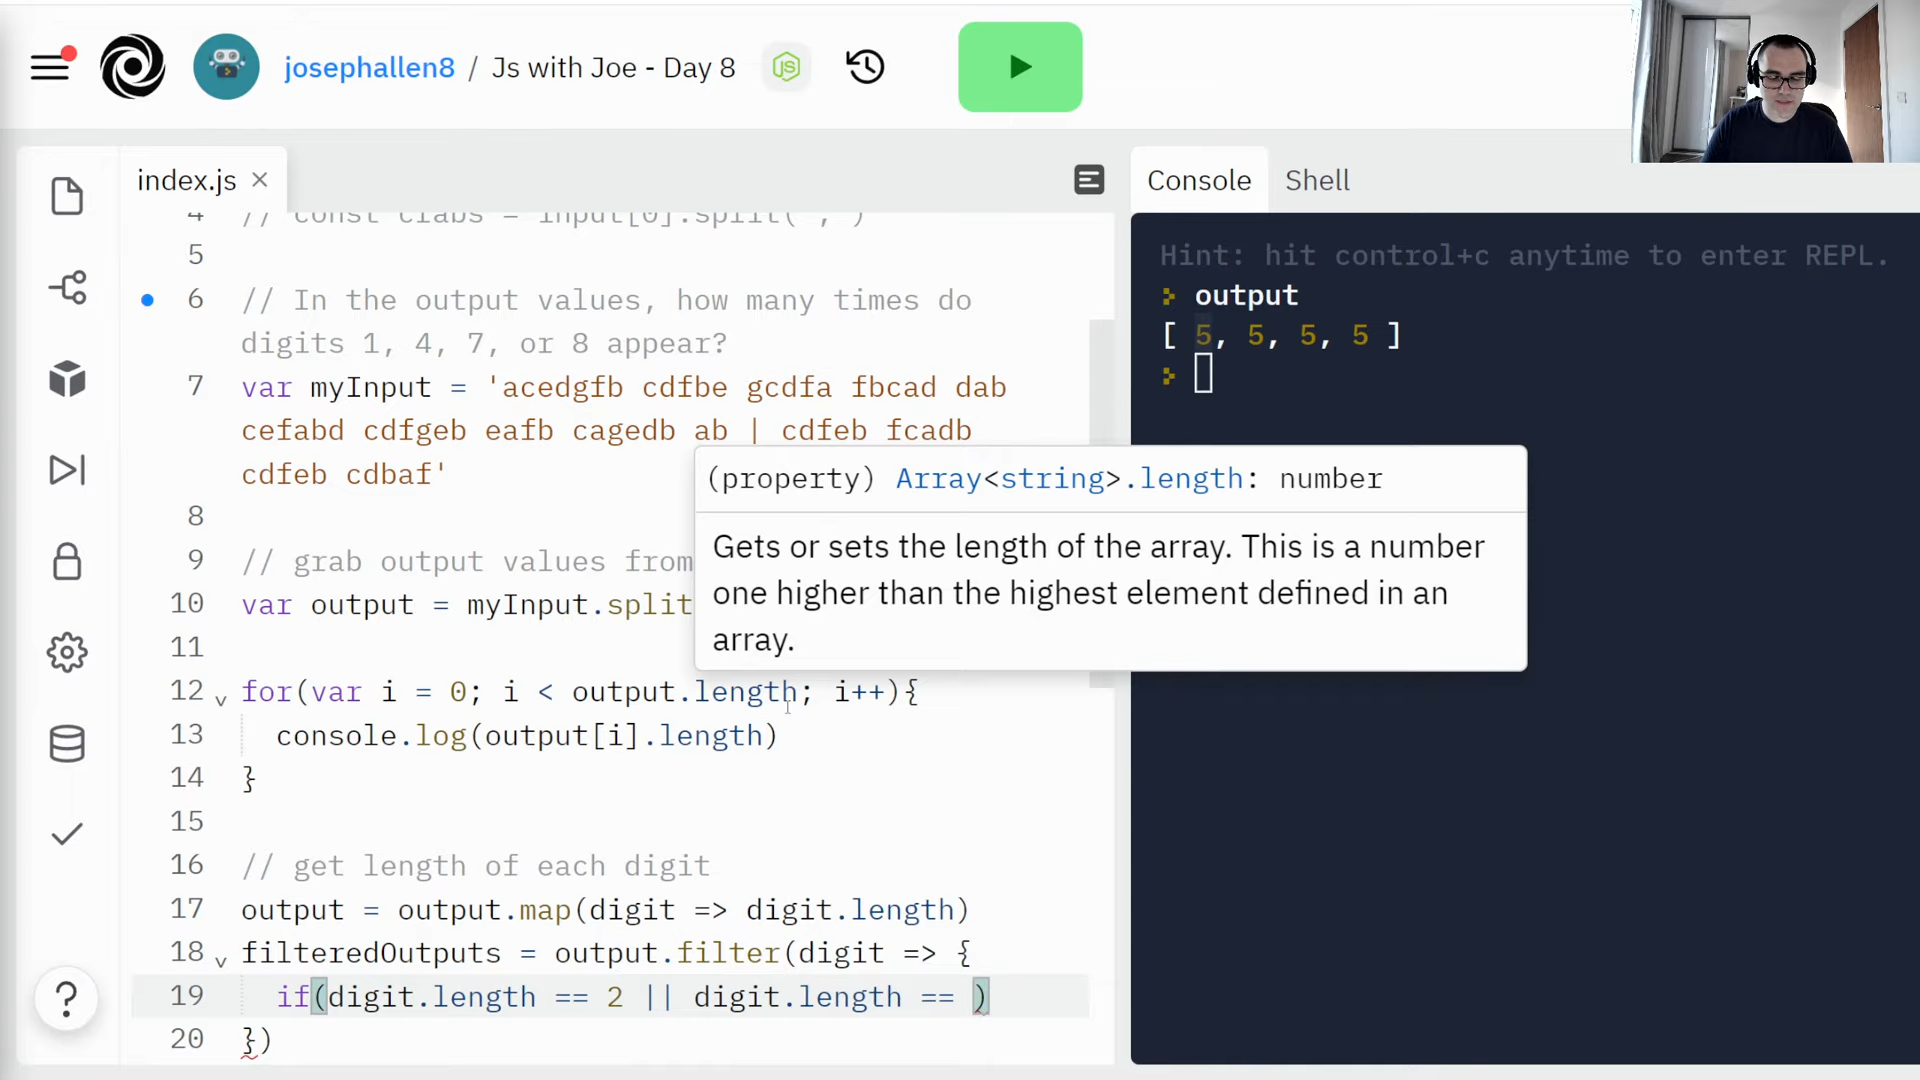 josephallen8 / Js with Joe - Day 8
index.js
Console
Shell
4 // const crabs = input[0].split(',')
5
6 // In the output values, how many times do
digits 1, 4, 7, or 8 appear?
7 var myInput = 'acedgfb cdfbe gcdfa fbcad dab
cefabd cdfgeb eafb cagedb ab | cdfeb fcadb
cdfeb cdbaf'
8
9 // grab output values from
10 var output = myInput.split
11
12 for(var i = 0; i < output.length; i++){
13 console.log(output[i].length)
14 }
15
16 // get length of each digit
17 output = output.map(digit => digit.length)
18 filteredOutputs = output.filter(digit => {
19 if(digit.length == 2 || digit.length == )
20 })
(property) Array<string>.length: number
Gets or sets the length of the array. This is a number
one higher than the highest element defined in an
array.
Hint: hit control+c anytime to enter REPL.
output
[ 5, 5, 5, 5 ]
?